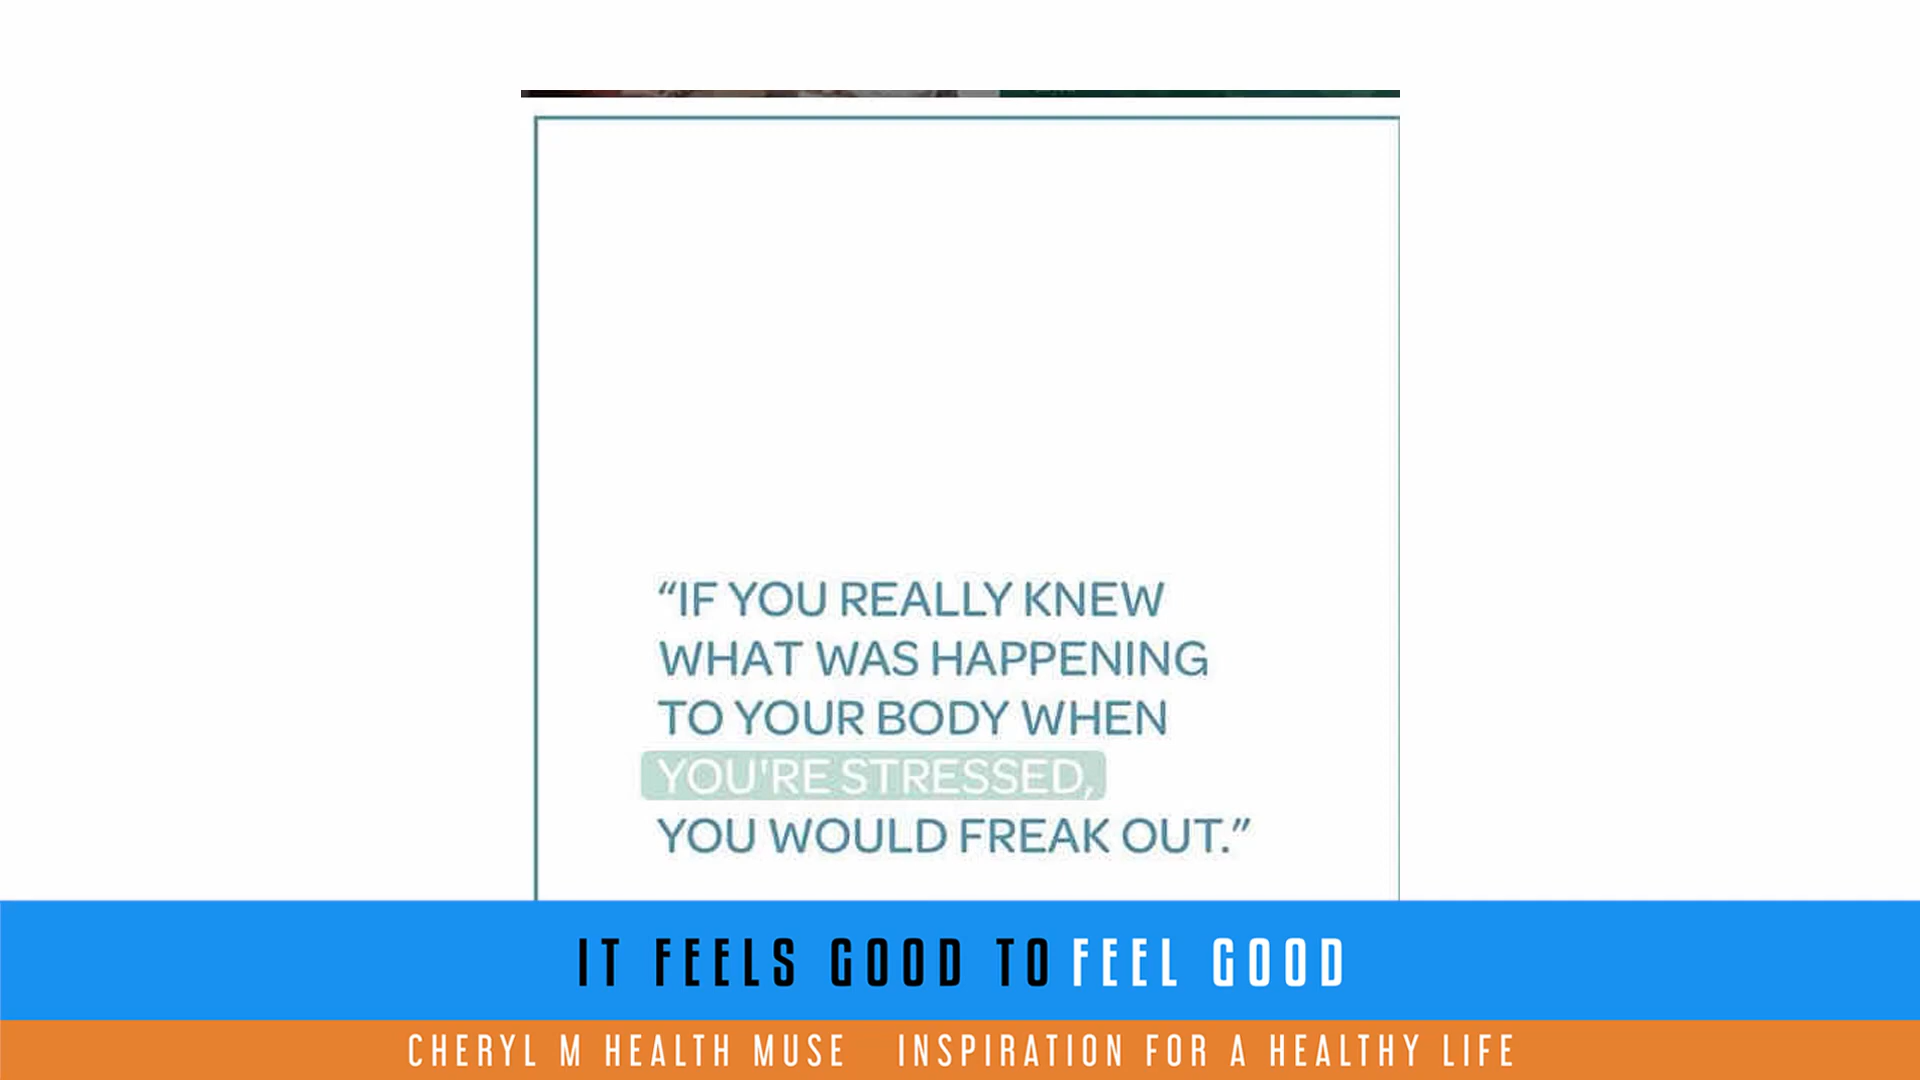 “IF YOU REALLY KNEW
WHAT WAS HAPPENING
TO YOUR BODY WHEN
YOU'RE STRESSED,
YOU WOULD FREAK OUT.”
IT FEELS GOOD TO FEEL GOOD
CHERYL M HEALTH MUSE INSPIRATION FOR A HEALTHY LIFE